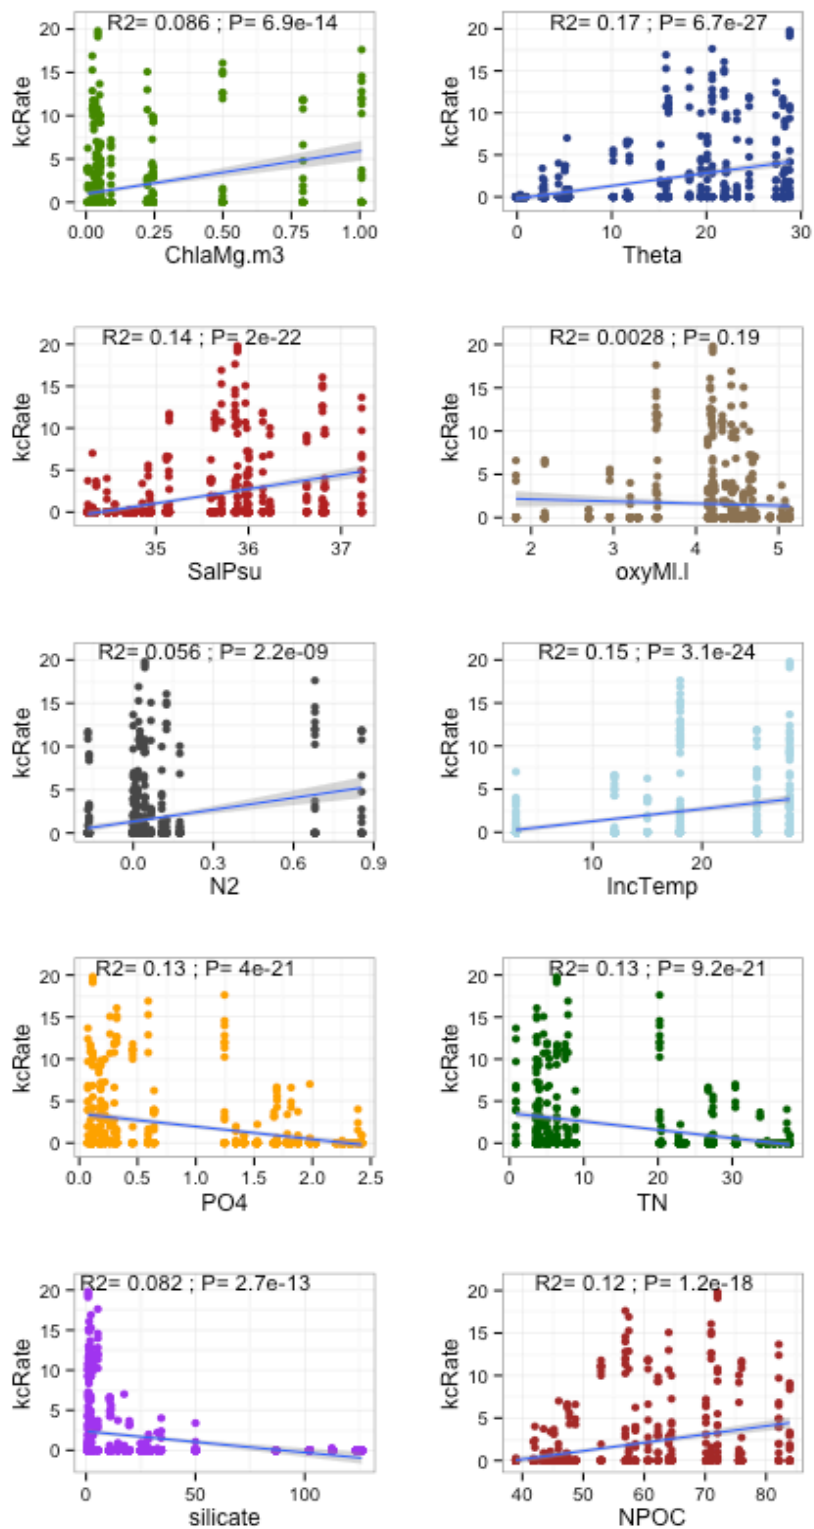 R2= 0.086 ; P= 6.9e-14
20
15
10
5
0
kcRate
0.00 0.25 0.50 0.75 1.00
ChlaMg.m3
R2= 0.17 ; P= 6.7e-27
20
15
10
5
0
kcRate
0 10 20 30
Theta
R2= 0.14 ; P= 2e-22
20
15
10
5
0
kcRate
35 36 37
SalPsu
R2= 0.0028 ; P= 0.19
20
15
10
5
0
kcRate
2 3 4 5
oxyMl.l
R2= 0.056 ; P= 2.2e-09
20
15
10
5
0
kcRate
0.0 0.3 0.6 0.9
N2
R2= 0.15 ; P= 3.1e-24
20
15
10
5
0
kcRate
10 20
IncTemp
R2= 0.13 ; P= 4e-21
20
15
10
5
0
kcRate
0.0 0.5 1.0 1.5 2.0 2.5
PO4
R2= 0.13 ; P= 9.2e-21
20
15
10
5
0
kcRate
0 10 20 30
TN
R2= 0.082 ; P= 2.7e-13
20
15
10
5
0
kcRate
0 50 100
silicate
R2= 0.12 ; P= 1.2e-18
20
15
10
5
0
kcRate
40 50 60 70 80
NPOC